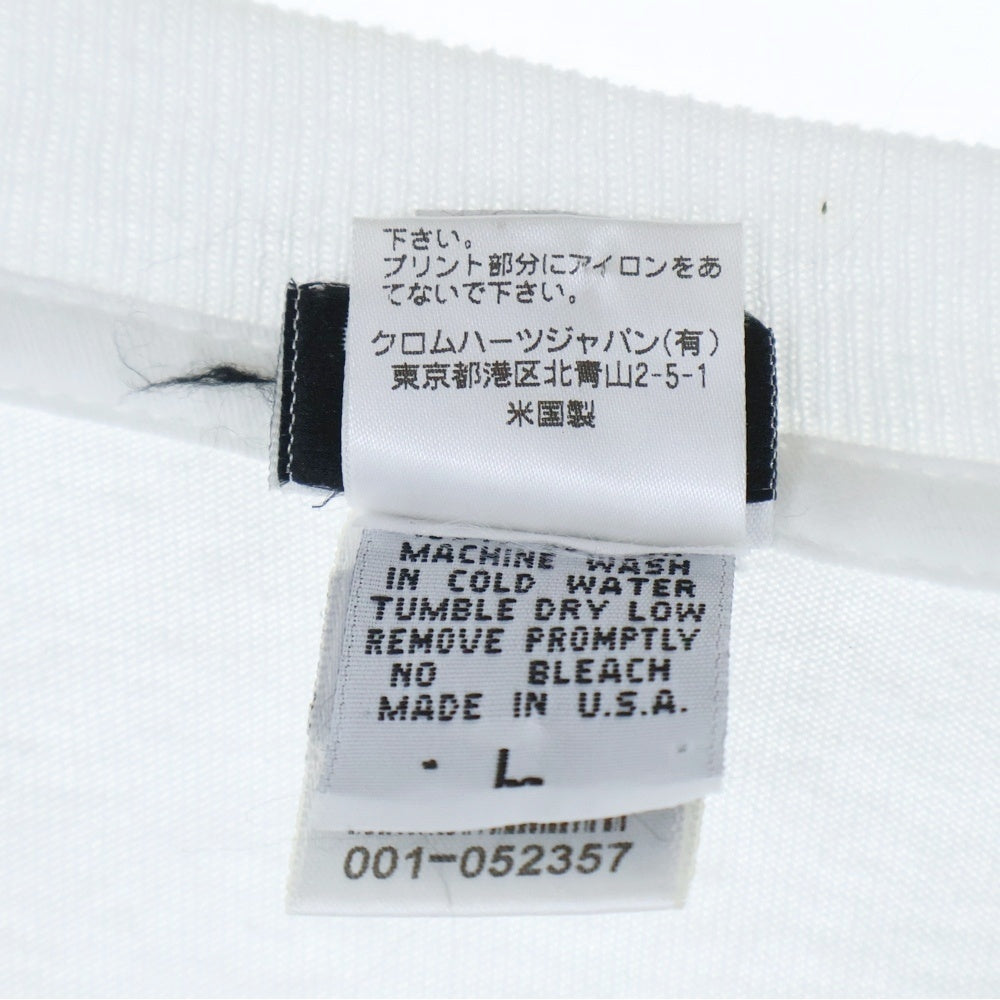 下さい。
プリント部分にアイロンをあ
てないで下さい。
クロムハーツジャパン(有)
東京都港区北青山2-5-1
米国製
MACHINE WASH
IN COLD WATER
TUMBLE DRY LOW
REMOVE PROMPTLY
NO BLEACH
MADE IN U.S.A.
L
001-052357